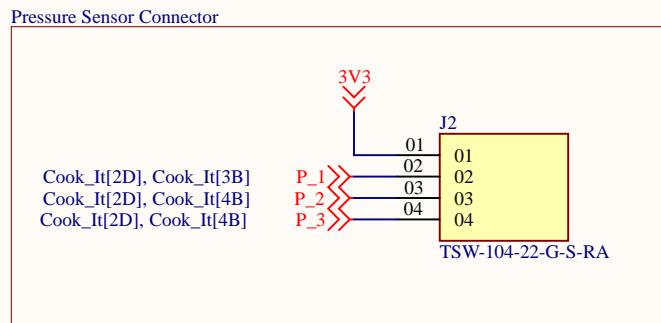 Pressure Sensor Connector
3V3
J2
01 01
Cook_It[2D], Cook_It[3B] P_1 02 02
Cook_It[2D], Cook_It[4B] P_2 03 03
Cook_It[2D], Cook_It[4B] P_3 04 04
TSW-104-22-G-S-RA